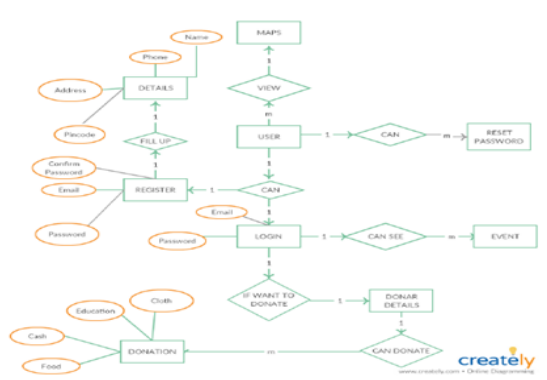 MAPS
Name
Phone
Address
DETAILS
Pincode
1
VIEW
m
1
FILL UP
1
USER
1
CAN
m
RESET
PASSWORD
1
Confirm
Password
Email
REGISTER
1
CAN
Password
1
Email
Password
LOGIN
1
CAN SEE
m
EVENT
1
IF WANT TO
DONATE
1
DONAR
DETAILS
1
Cloth
Education
Cash
Food
DONATION
m
CAN DONATE
creately
www.creately.com • Online Diagramming